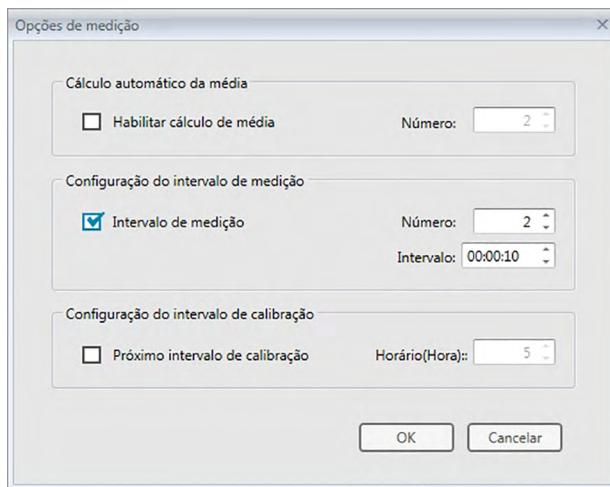 Opções de medição
Cálculo automático da média
Habilitar cálculo de média Número: 2
Configuração do intervalo de medição
Intervalo de medição Número: 2
Intervalo: 00:00:10
Configuração do intervalo de calibração
Próximo intervalo de calibração Horário(Hora):: 5
OK Cancelar